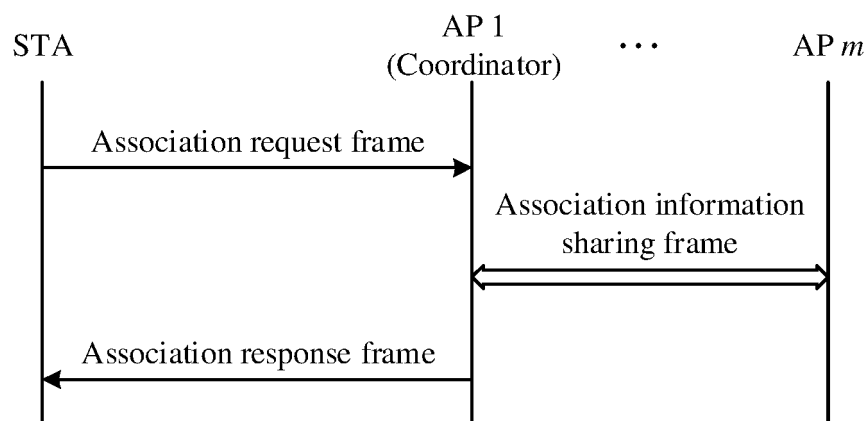 STA
AP 1
(Coordinator)
···
AP m
Association request frame
Association information
sharing frame
Association response frame